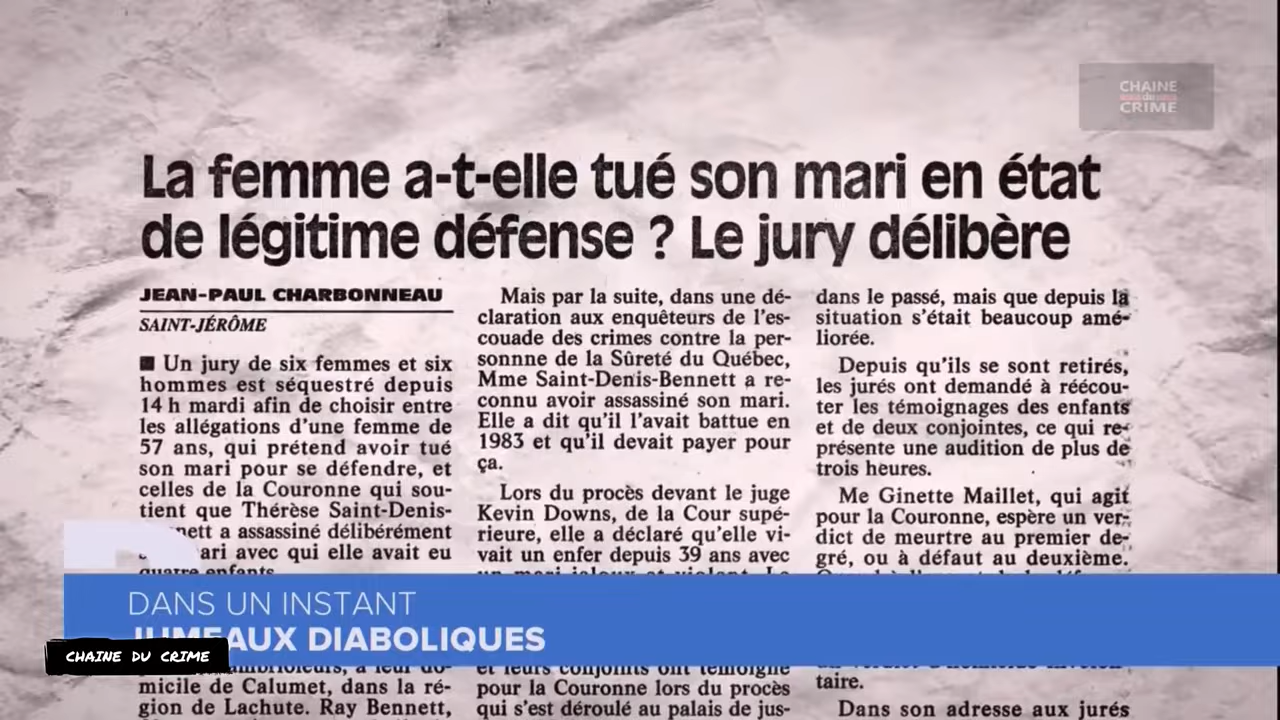 CHAINE
CRIME
La femme a-t-elle tué son mari en état
de légitime défense ? Le jury délibère
JEAN-PAUL CHARBONNEAU
SAINT-JÉRÔME
Un jury de six femmes et six
hommes est séquestré depuis
14 h mardi afin de choisir entre
les allégations d'une femme de
57 ans, qui prétend avoir tué
son mari pour se défendre, et
celles de la Couronne qui sou-
tient que Thérèse Saint-Denis-
nett a assassiné délibérément
ari avec qui elle avait eu
quatre enfants.
micile de Calumet, dans la ré-
gion de Lachute. Ray Bennett,
Mais par la suite, dans une dé-
claration aux enquêteurs de l'es-
couade des crimes contre la per-
sonnne de la Sûreté du Québec,
Mme Saint-Denis-Bennett a re-
connu avoir assassiné son mari.
Elle a dit qu'il l'avait battue en
1983 et qu'il devait payer pour
ça.
Lors du procès devant le juge
Kevin Downs, de la Cour supé-
rieure, elle a déclaré qu'elle vi-
vait un enfer depuis 39 ans avec
un mari jaloux et violent. Le
et leurs conjoints ont témoigné
pour la Couronne lors du procès
qui s'est déroulé au palais de jus-
dans le passé, mais que depuis la
situation s'était beaucoup amé-
liorée.
Depuis qu'ils se sont retirés,
les jurés ont demandé à réécou-
ter les témoignages des enfants
et de deux conjointes, ce qui re-
présente une audition de plus de
trois heures.
Me Ginette Maillet, qui agit
pour la Couronne, espère un ver-
dict de meurtre au premier de-
gré, ou à défaut au deuxième.
taire.
Dans son adresse aux jurés
DANS UN INSTANT
JUMEAUX DIABOLIQUES
CHAINE DU CRIME